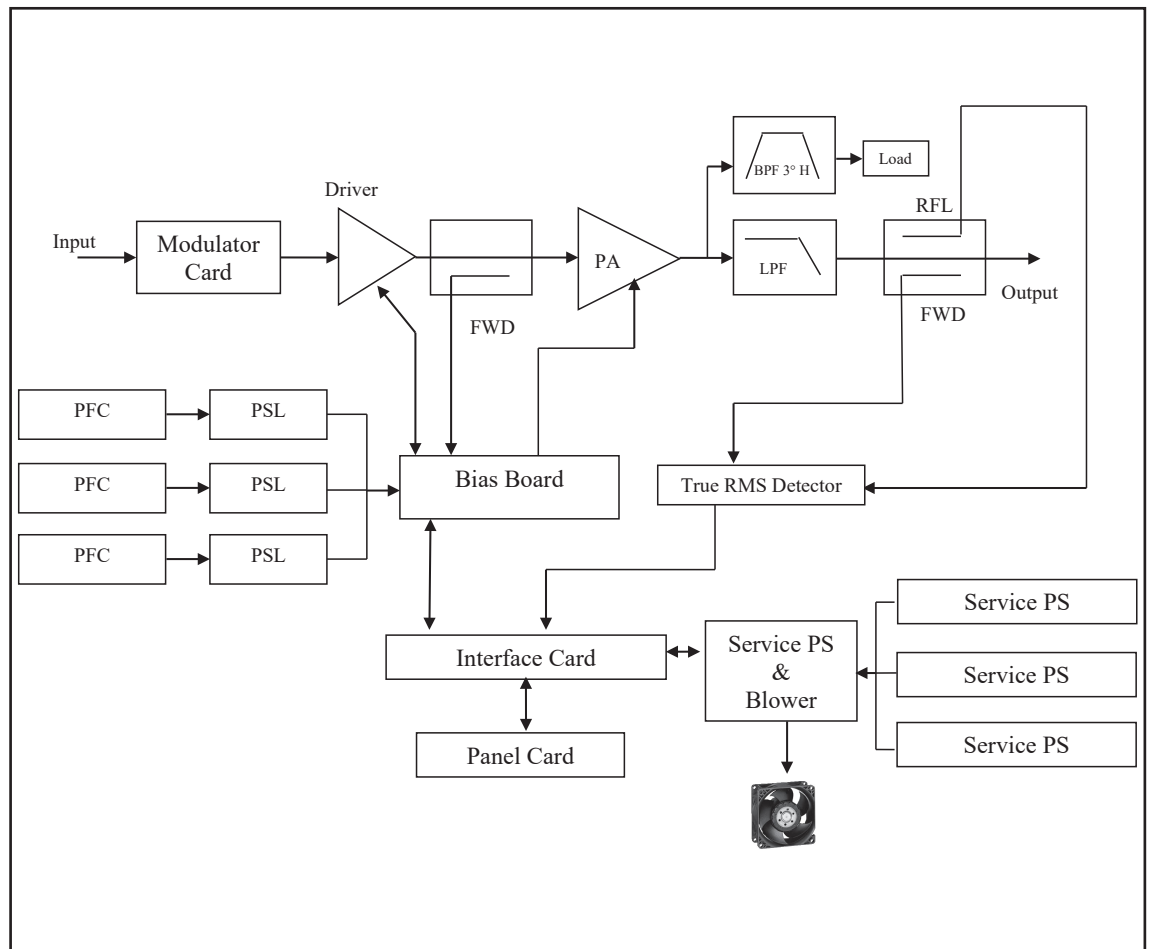 BPF 3° H
Load
Driver
RFL
Input
Modulator
Card
PA
LPF
Output
FWD
FWD
PFC
PSL
Bias Board
PFC
PSL
True RMS Detector
PFC
PSL
Service PS
Interface Card
Service PS
&
Blower
Service PS
Panel Card
Service PS